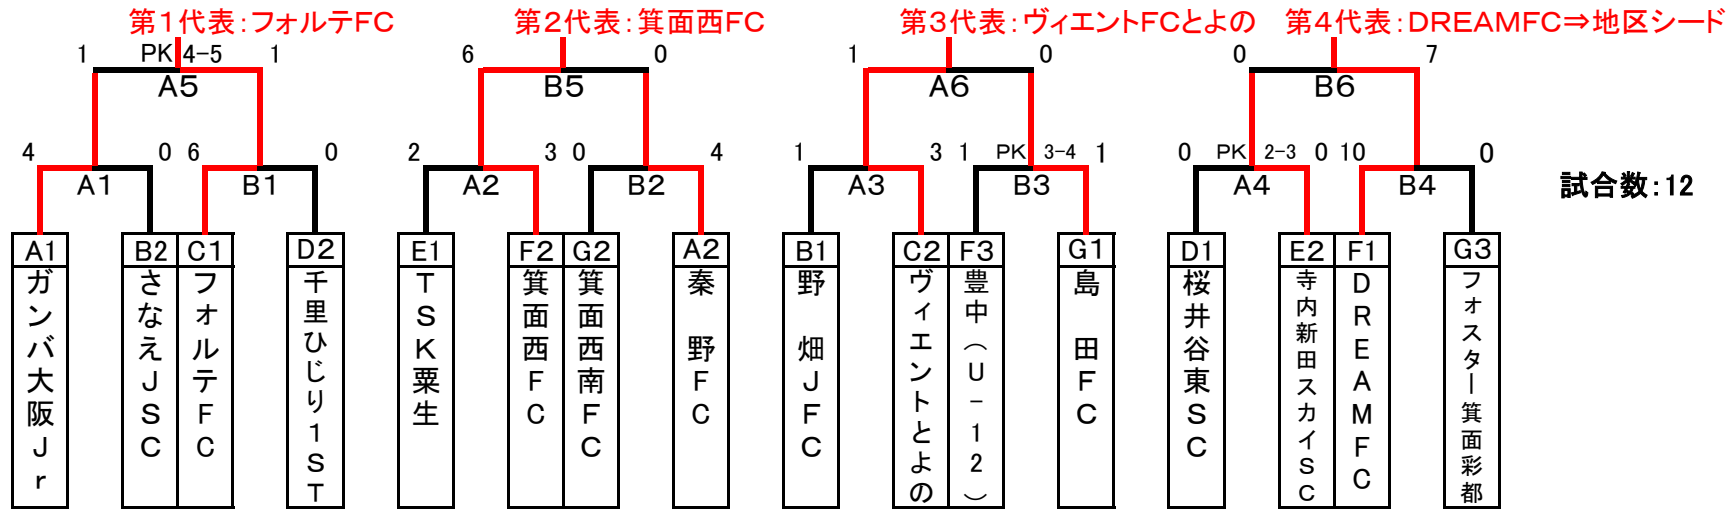 第1代表:フォルテFC 第2代表:箕面西FC 第3代表:ヴィエントFCとよの 第4代表:DREAMFC⇒地区シード
1 PK 4-5 1 6 0 1 0 0 7
A5 B5 A6 B6
4 0 6 0 2 3 0 4 1 3 1 PK 3-4 1 0 PK 2-3 0 10 0
A1 B1 A2 B2 A3 B3 A4 B4
試合数:12
A1 B2 C1 D2 E1 F2 G2 A2 B1 C2 F3 G1 D1 E2 F1 G3
ガンバ大阪Jr
さなえJSC
フォルテFC
千里ひじり1ST
TSK粟生
箕面西FC
箕面西南FC
秦野FC
野畑JFC
ヴィエントとよの
豊中(U-12)
島田FC
桜井谷東SC
寺内新田スカイSC
DREAMFC
フォスター箕面彩都